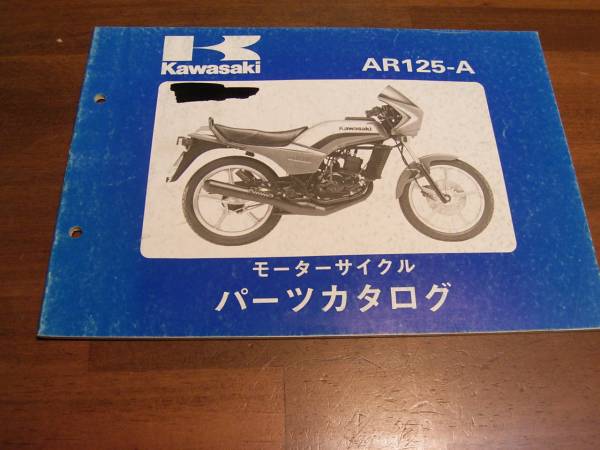 Kawasaki
AR125-A
Kawasaki
モーターサイクル
パーツカタログ